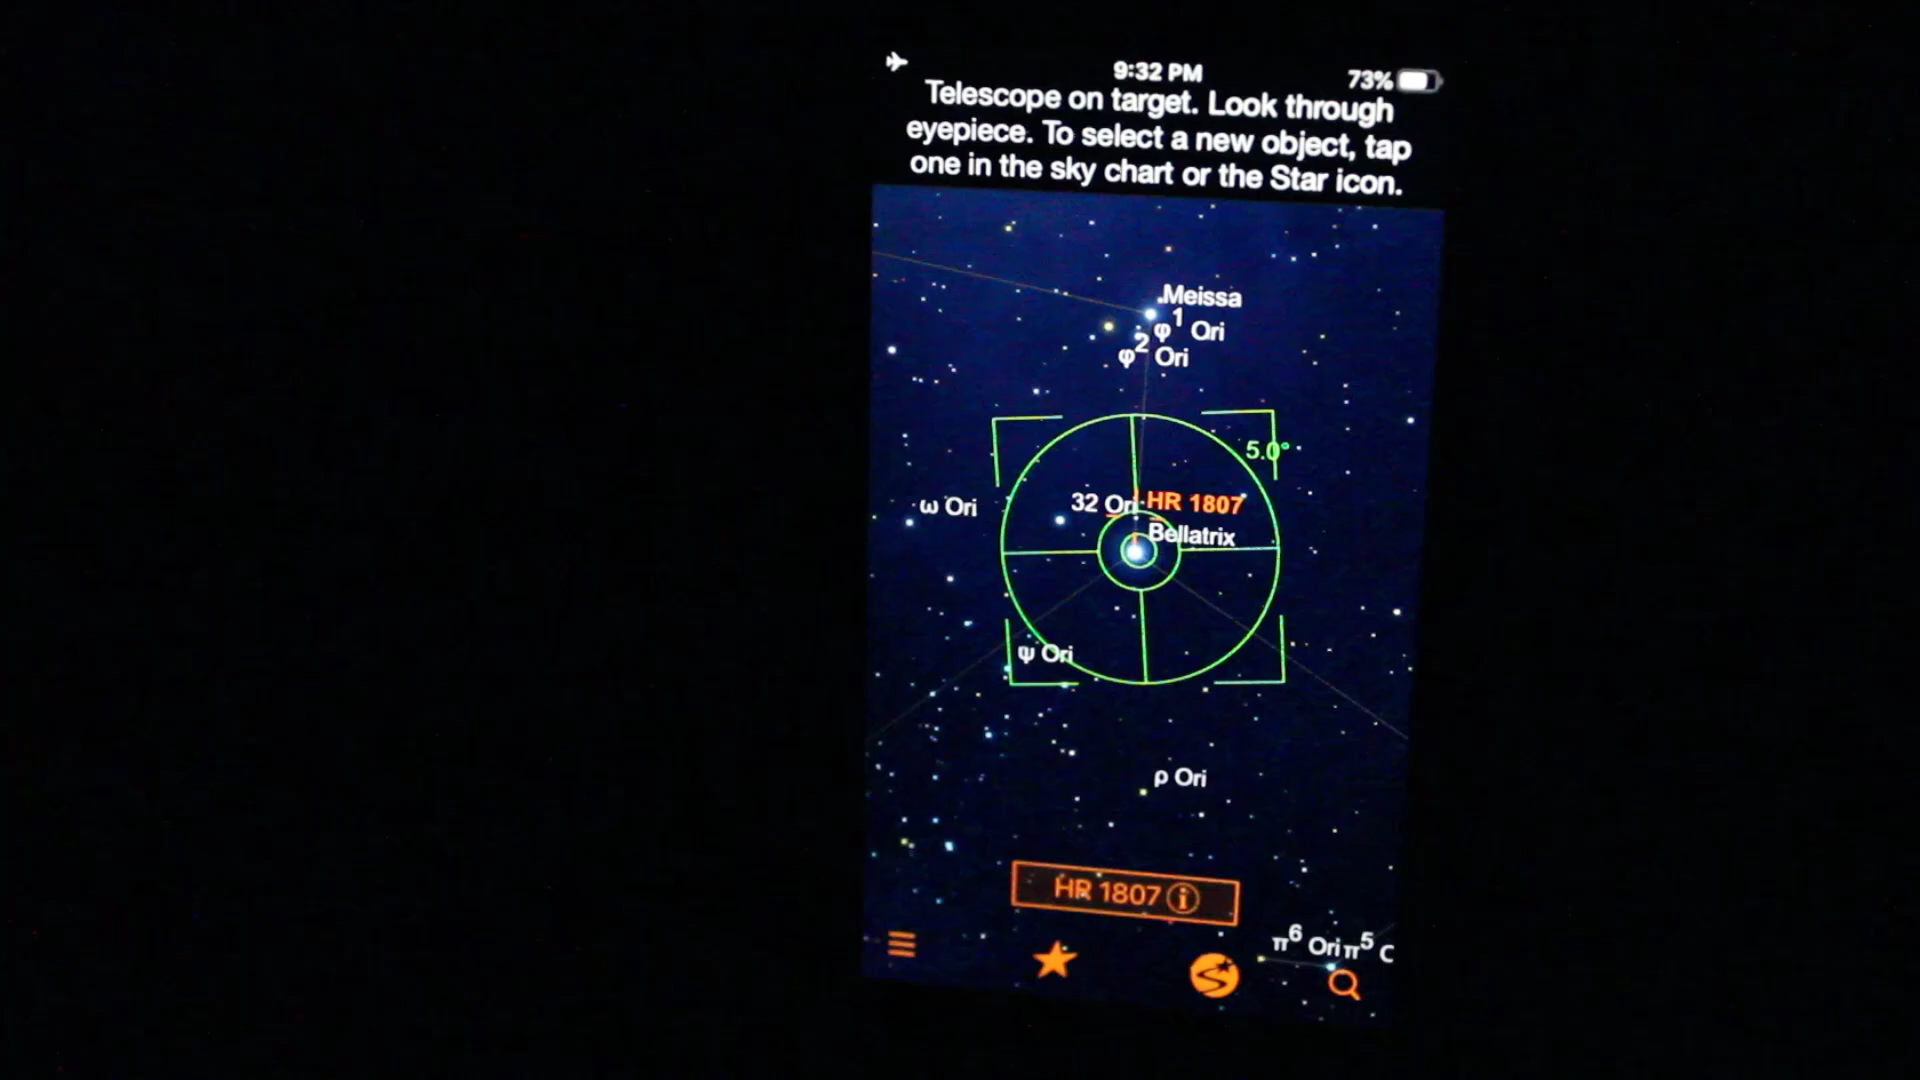 9:32 PM
73%
Telescope on target. Look through
eyepiece. To select a new object, tap
one in the sky chart or the Star icon.
Meissa
φ1 Ori
φ2 Ori
5.0°
ω Ori
32 Ori
HR 1807
Bellatrix
ψ Ori
ρ Ori
HR 1807 i
π6 Ori π5 O